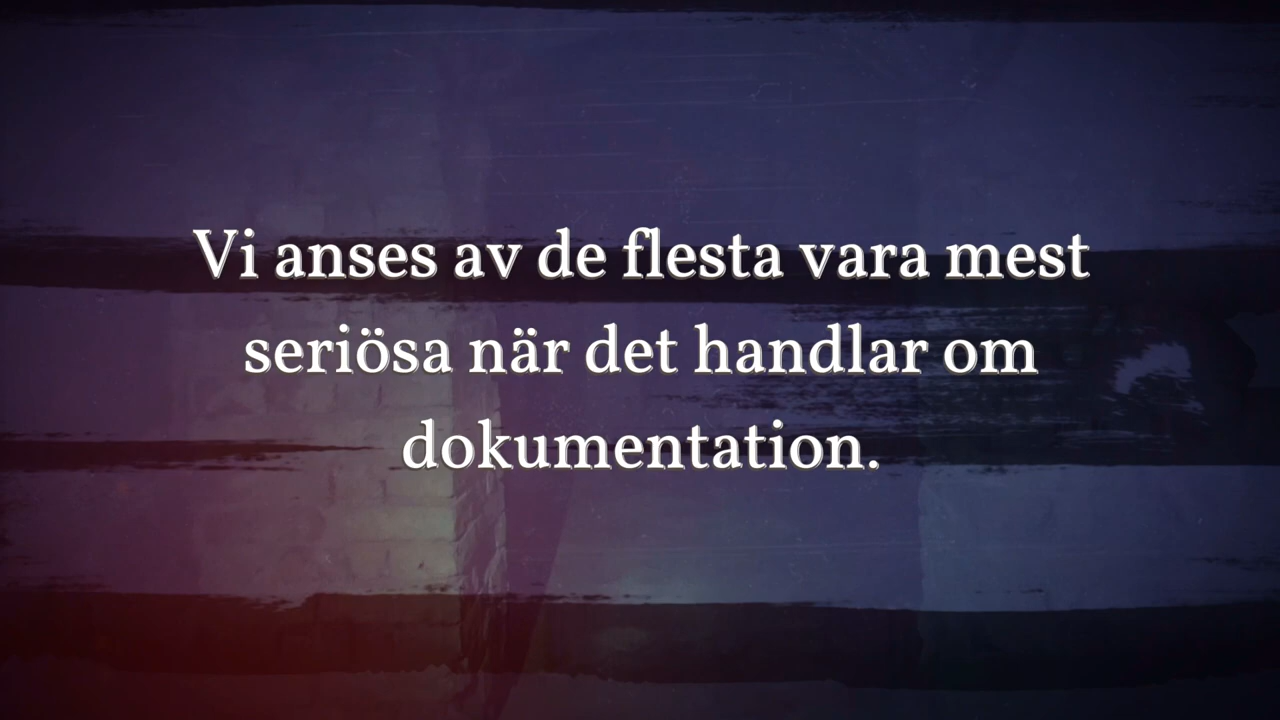 Vi anses av de flesta vara mest
seriösa när det handlar om
dokumentation.